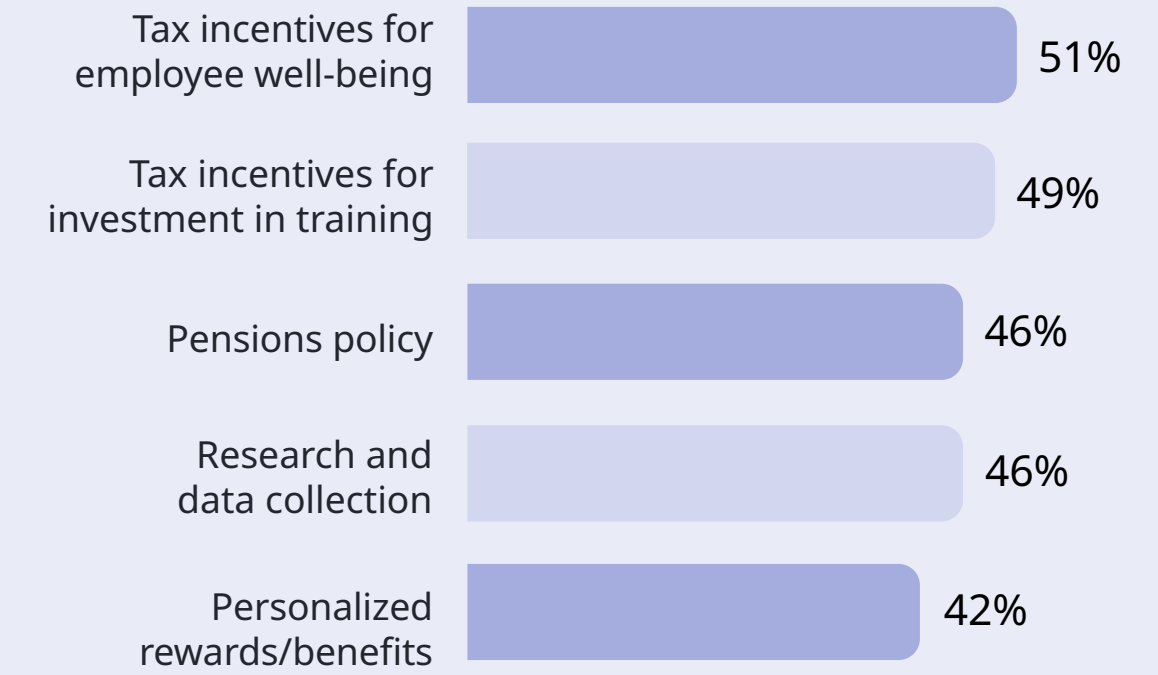 Tax incentives for
employee well-being
51%
Tax incentives for
investment in training
49%
Pensions policy
46%
Research and
data collection
46%
Personalized
rewards/benefits
42%